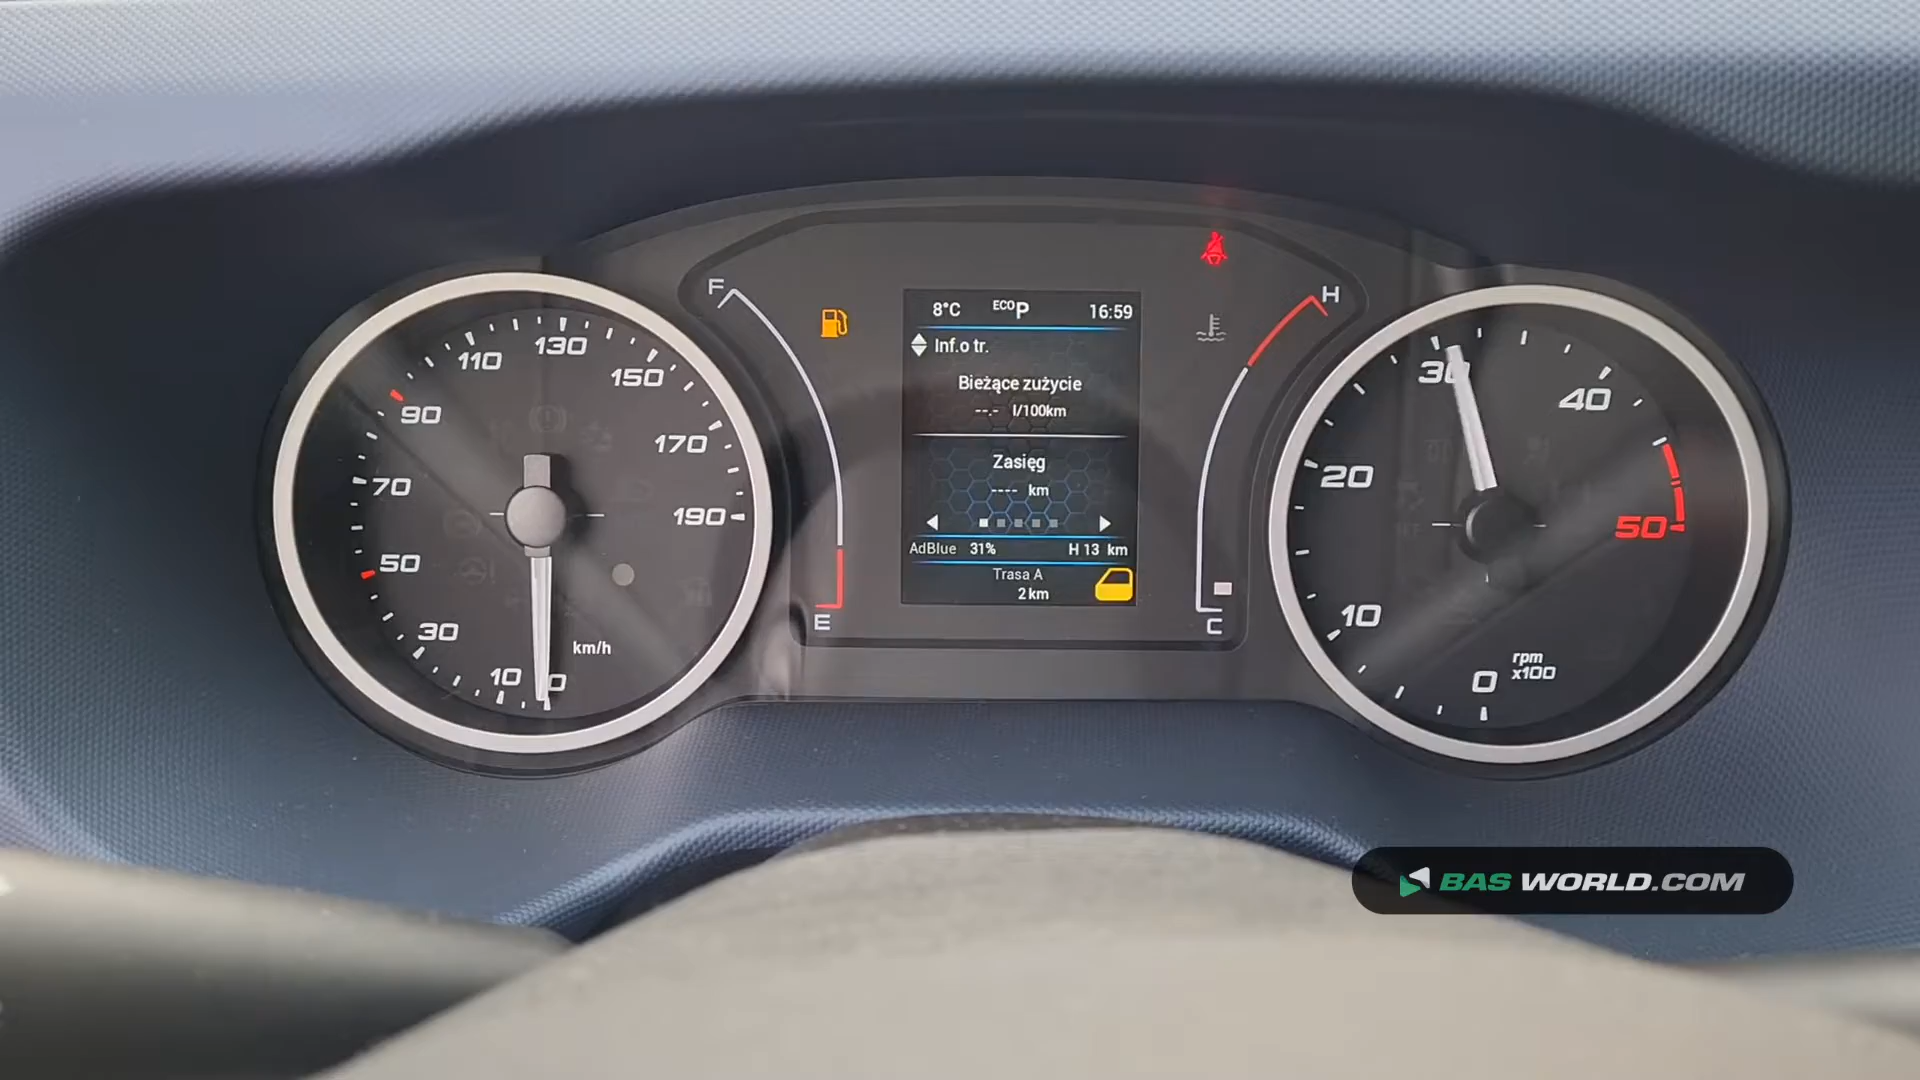 8°C ECO P 16:59
Inf.o tr.
Bieżące zużycie
--.- l/100km
Zasięg
---- km
AdBlue 31% H 13 km
Trasa A
2 km
F
E
H
C
0
10
30
50
70
90
110
130
150
170
190
km/h
0
10
20
30
40
50
rpm
x100
BAS WORLD.COM